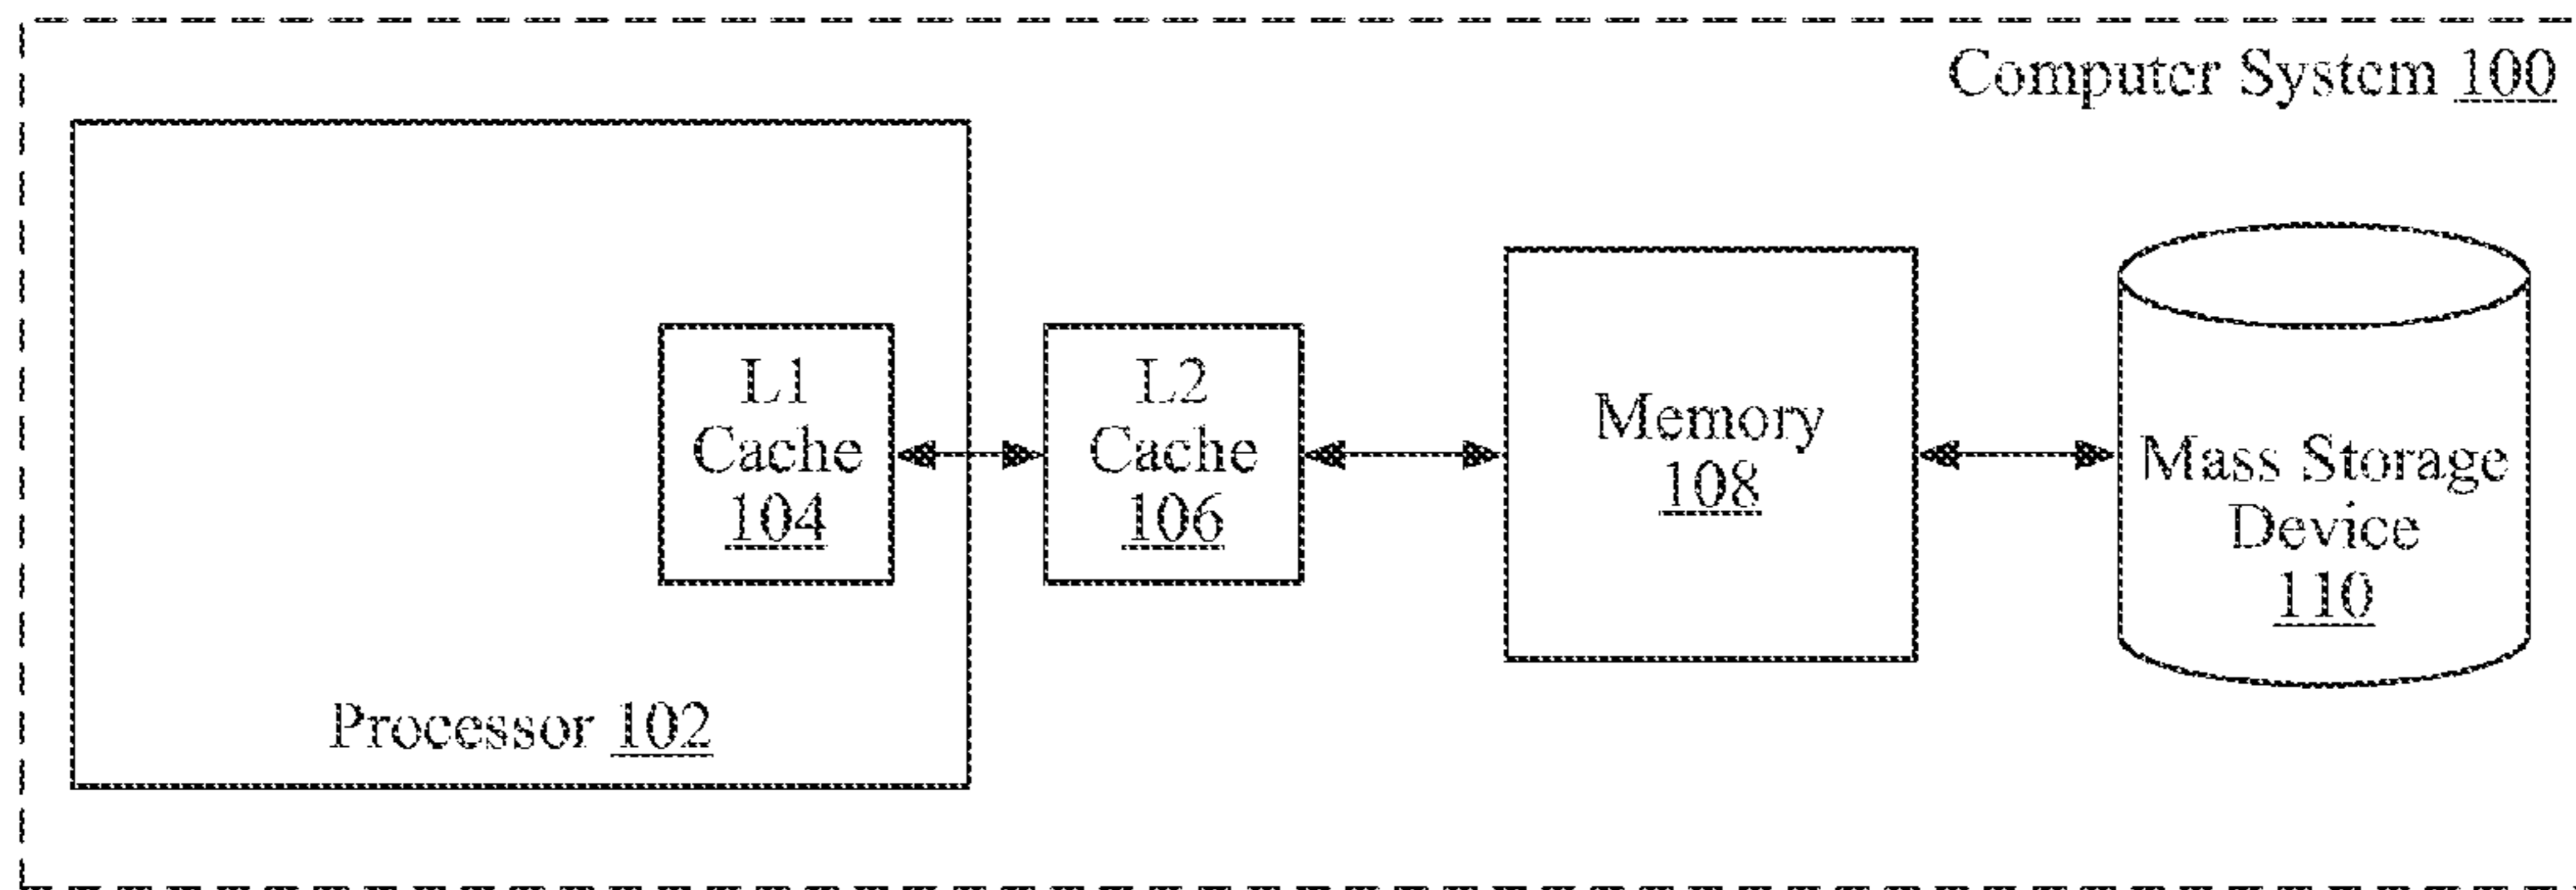 Computer System 100
L1
Cache
104
L2
Cache
106
Memory
108
Mass Storage
Device
110
Processor 102